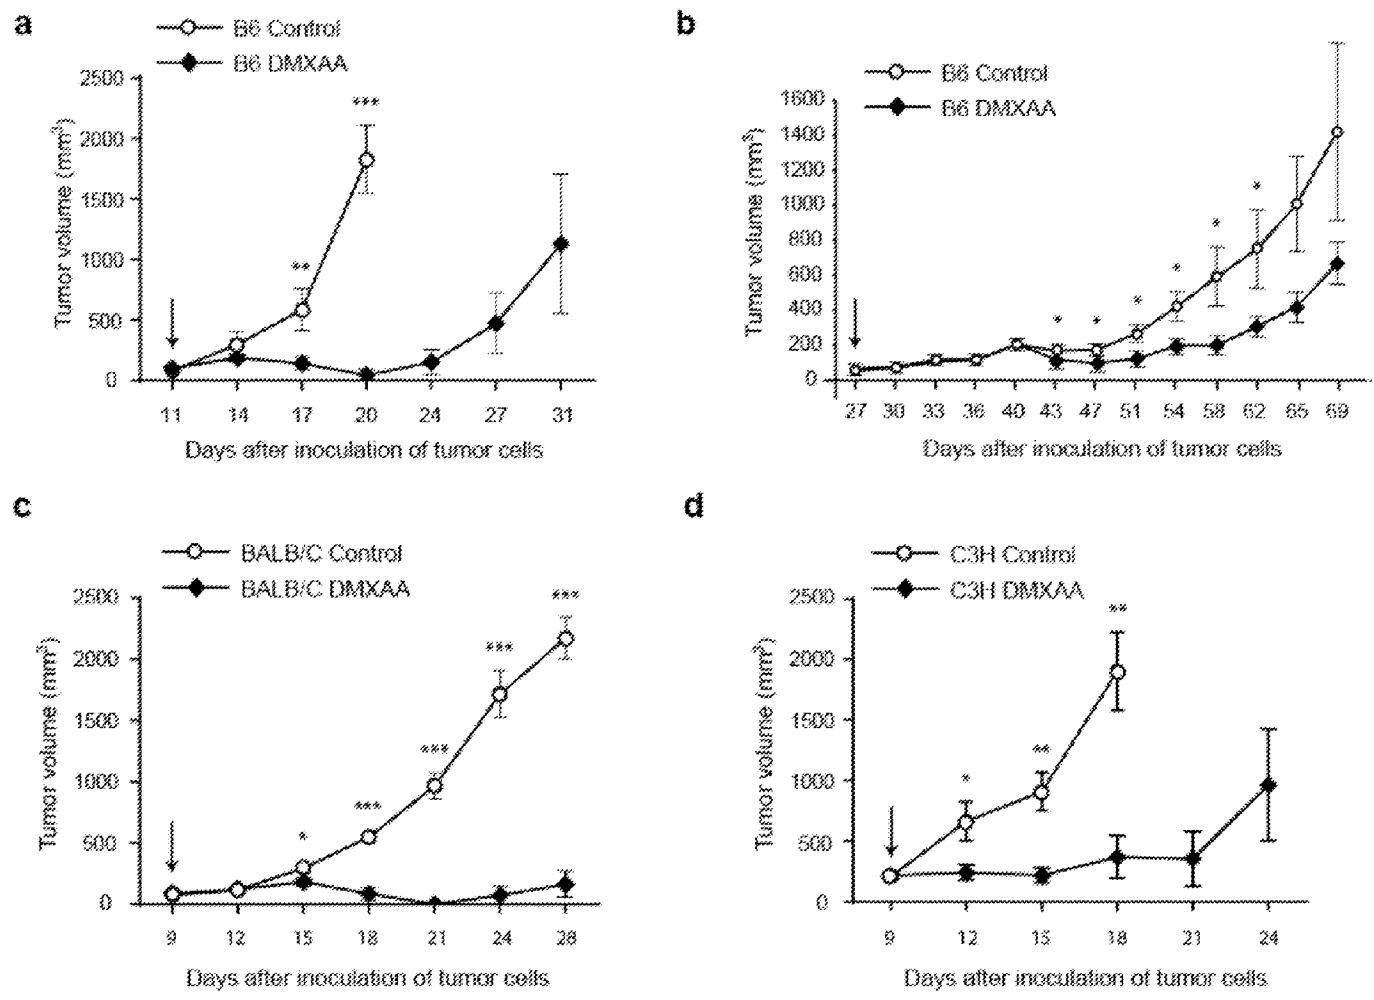 a
B6 Control
B6 DMXAA
2500
2000
1500
1000
500
0
Tumor volume (mm³)
***
**
11 14 17 20 24 27 31
Days after inoculation of tumor cells
b
B6 Control
B6 DMXAA
1600
1400
1200
1000
800
600
400
200
0
Tumor volume (mm³)
* * * * * *
27 30 33 36 40 43 47 51 54 58 62 65 69
Days after inoculation of tumor cells
c
BALB/C Control
BALB/C DMXAA
2500
2000
1500
1000
500
0
Tumor volume (mm³)
* *** *** *** ***
9 12 15 18 21 24 28
Days after inoculation of tumor cells
d
C3H Control
C3H DMXAA
2500
2000
1500
1000
500
0
Tumor volume (mm³)
* ** **
9 12 15 18 21 24
Days after inoculation of tumor cells